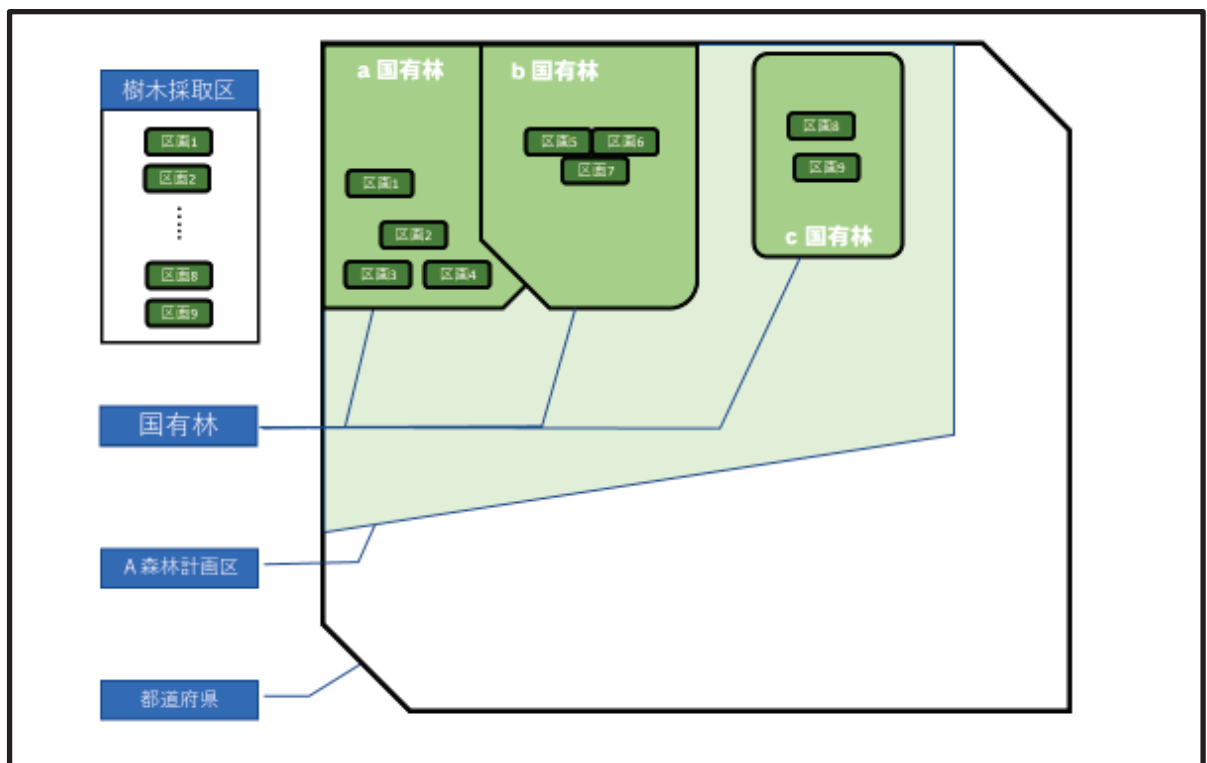 樹木採取区
区画1
区画2
区画8
区画9
国有林
A森林計画区
都道府県
a 国有林
区画1
区画2
区画3
区画4
b 国有林
区画5
区画6
区画7
区画8
区画9
c 国有林